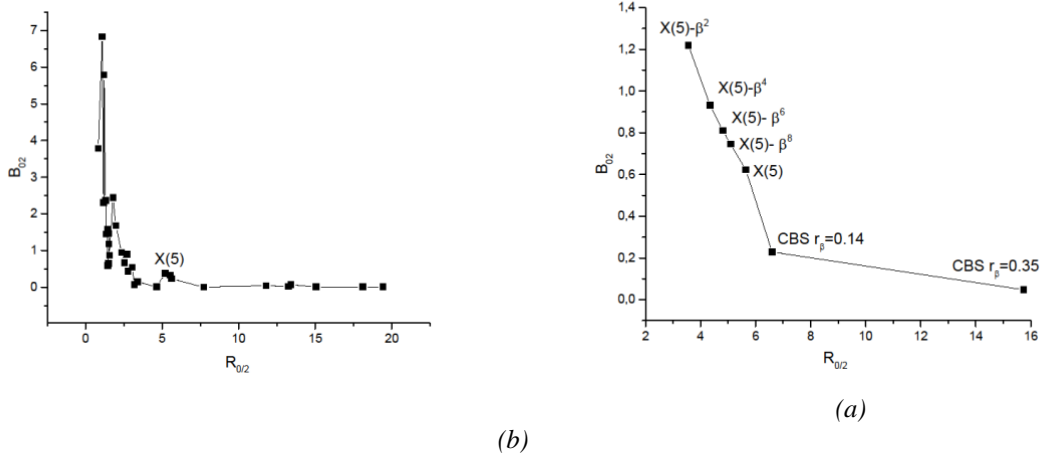 7
6
5
4
3
2
1
0
B₀₂
X(5)
0
5
10
15
20
R₀/₂
(b)
1,4
1,2
1,0
0,8
0,6
0,4
0,2
0,0
B₀₂
X(5)-β²
X(5)-β⁴
X(5)- β⁶
X(5)- β⁸
X(5)
CBS rᵦ=0.14
CBS rᵦ=0.35
2
4
6
8
10
12
14
16
R₀/₂
(a)